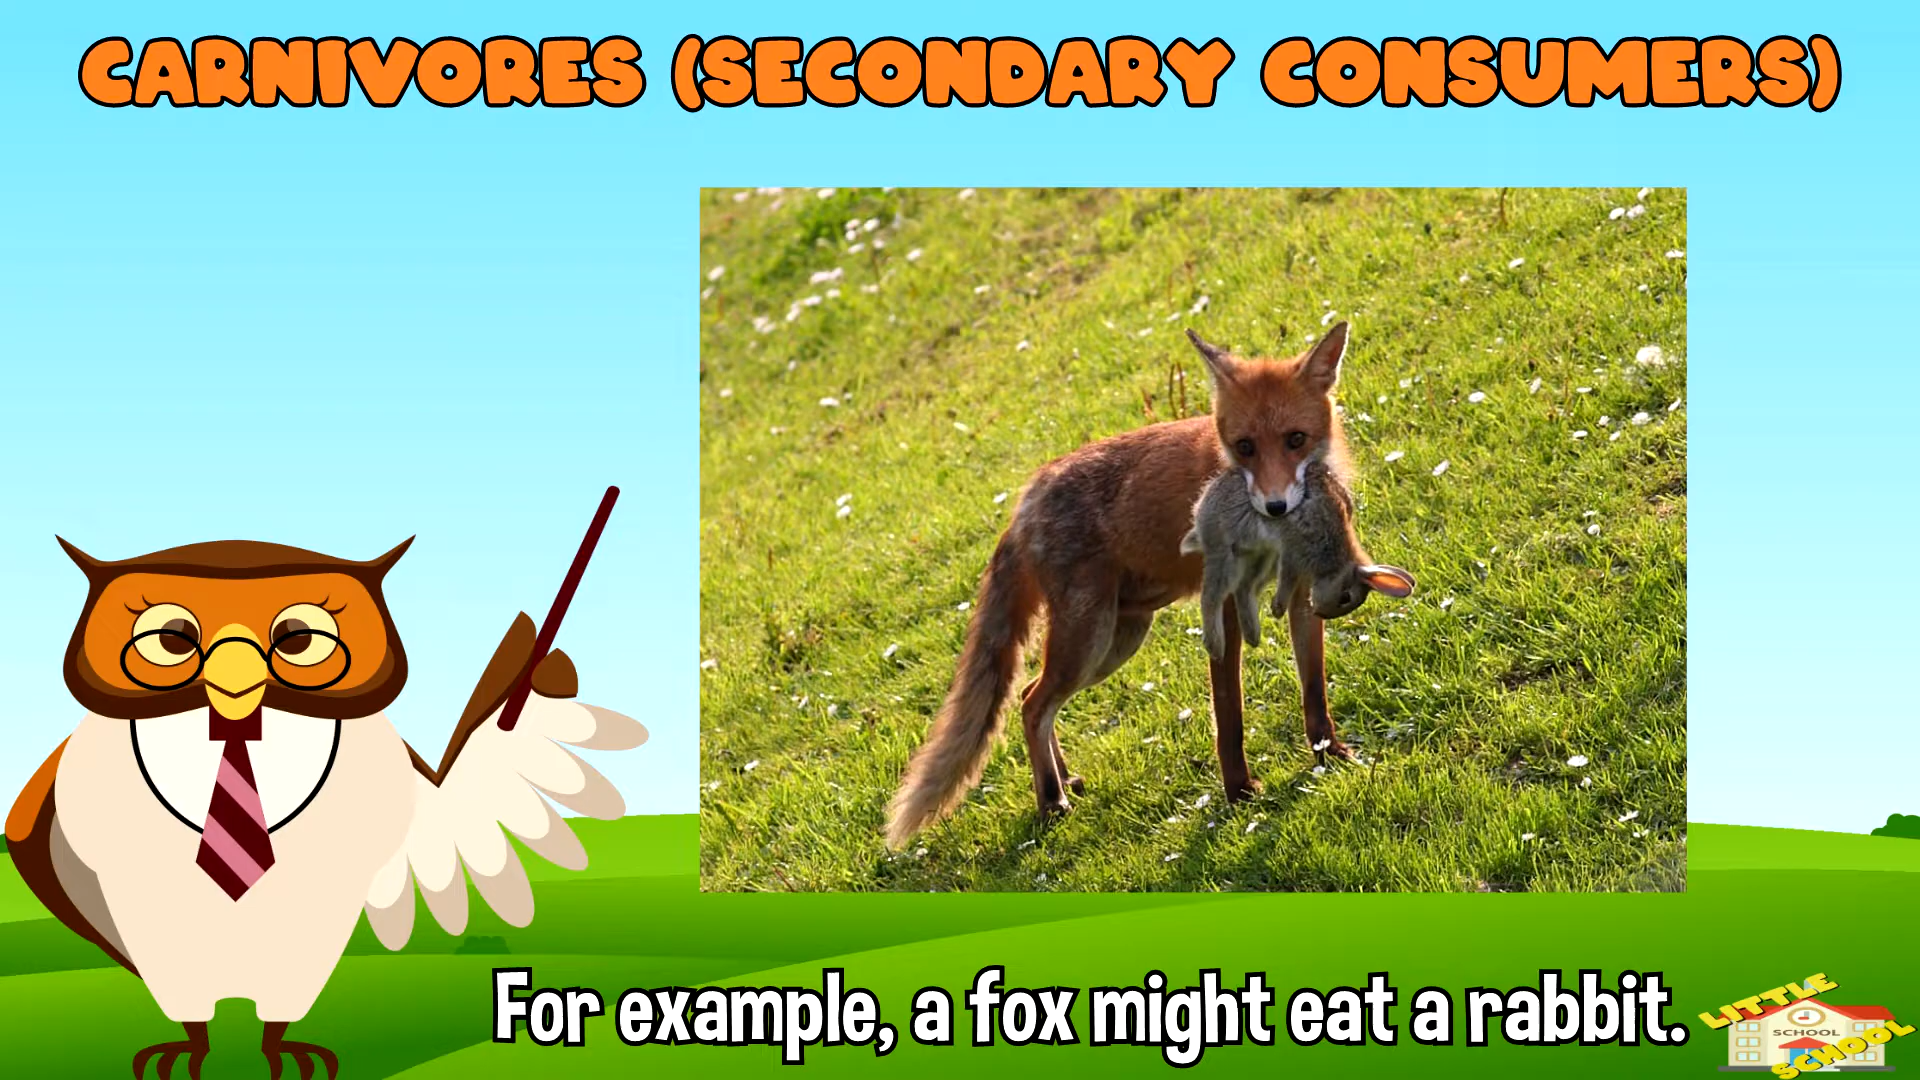 CARNIVORES (SECONDARY CONSUMERS)
For example, a fox might eat a rabbit.
LITTLE
SCHOOL
SCHOOL